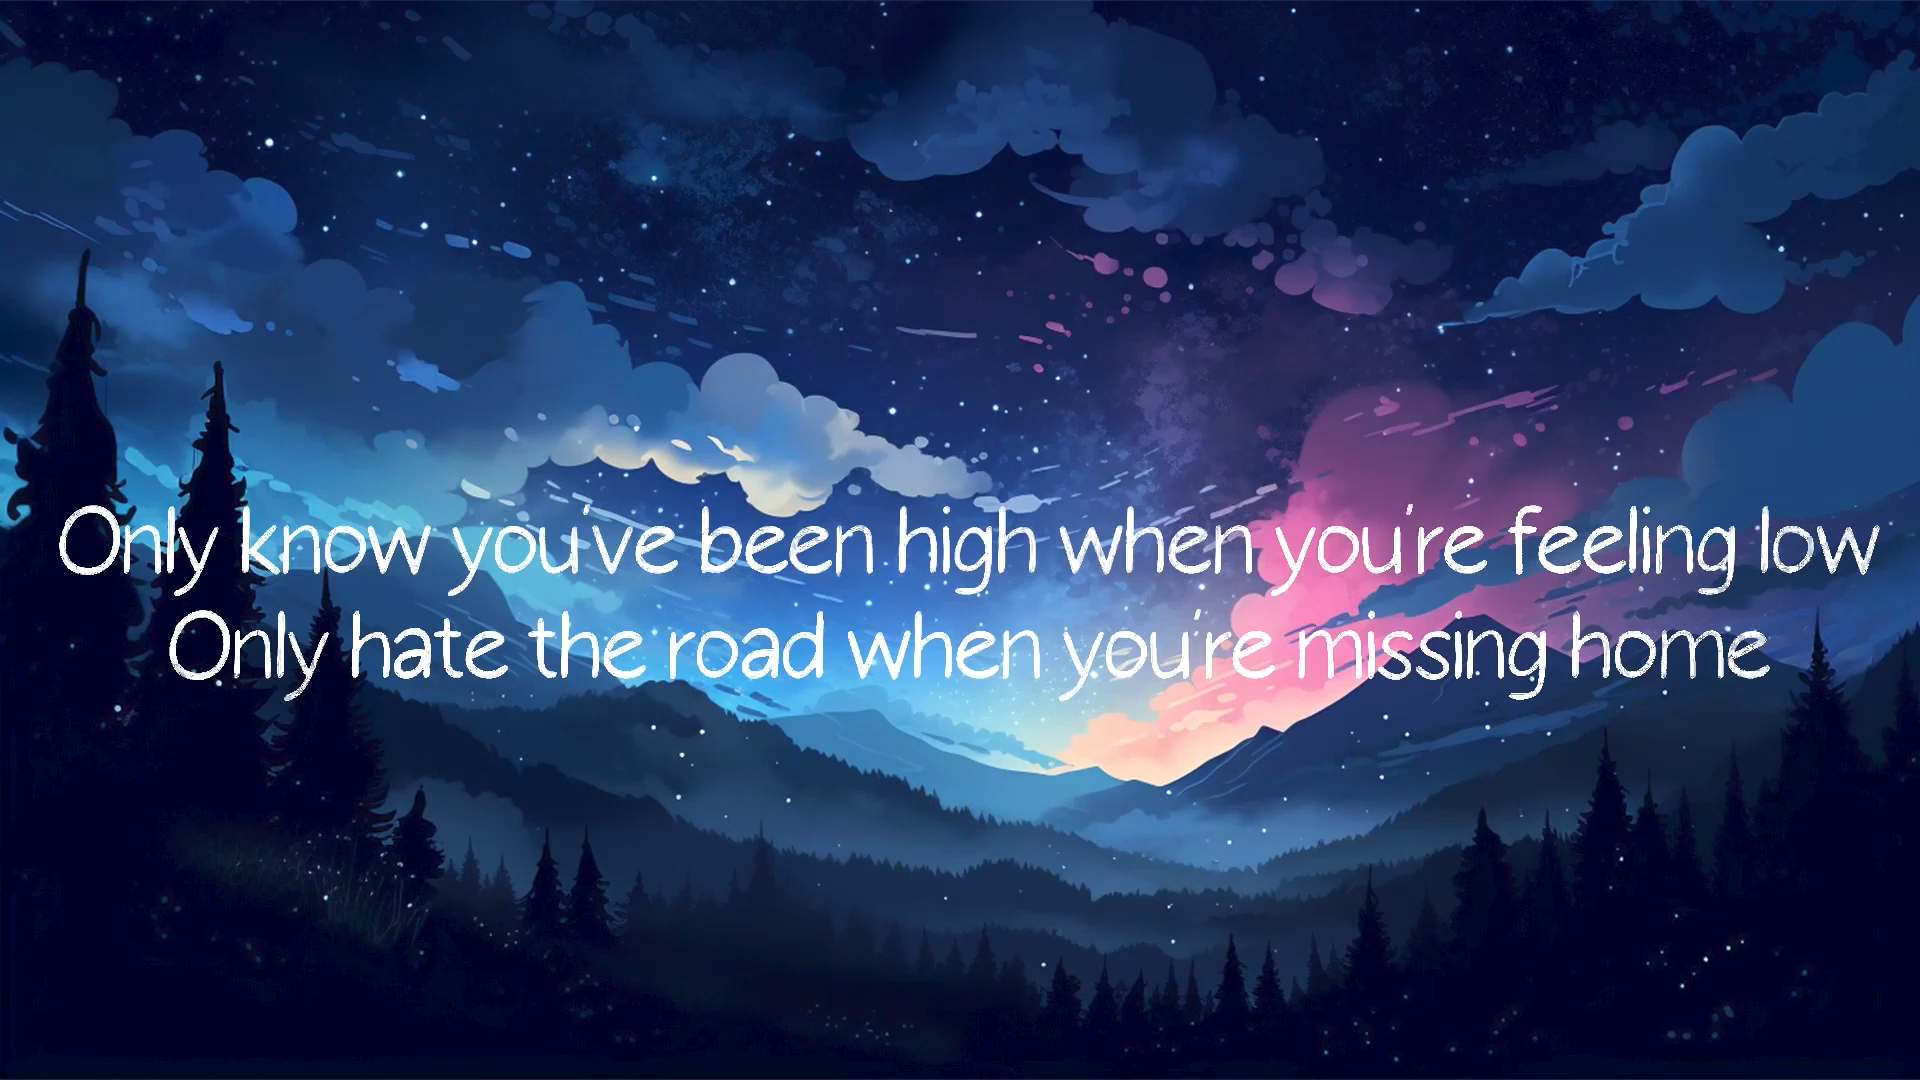 Only know you've been high when you're feeling low
Only hate the road when you're missing home